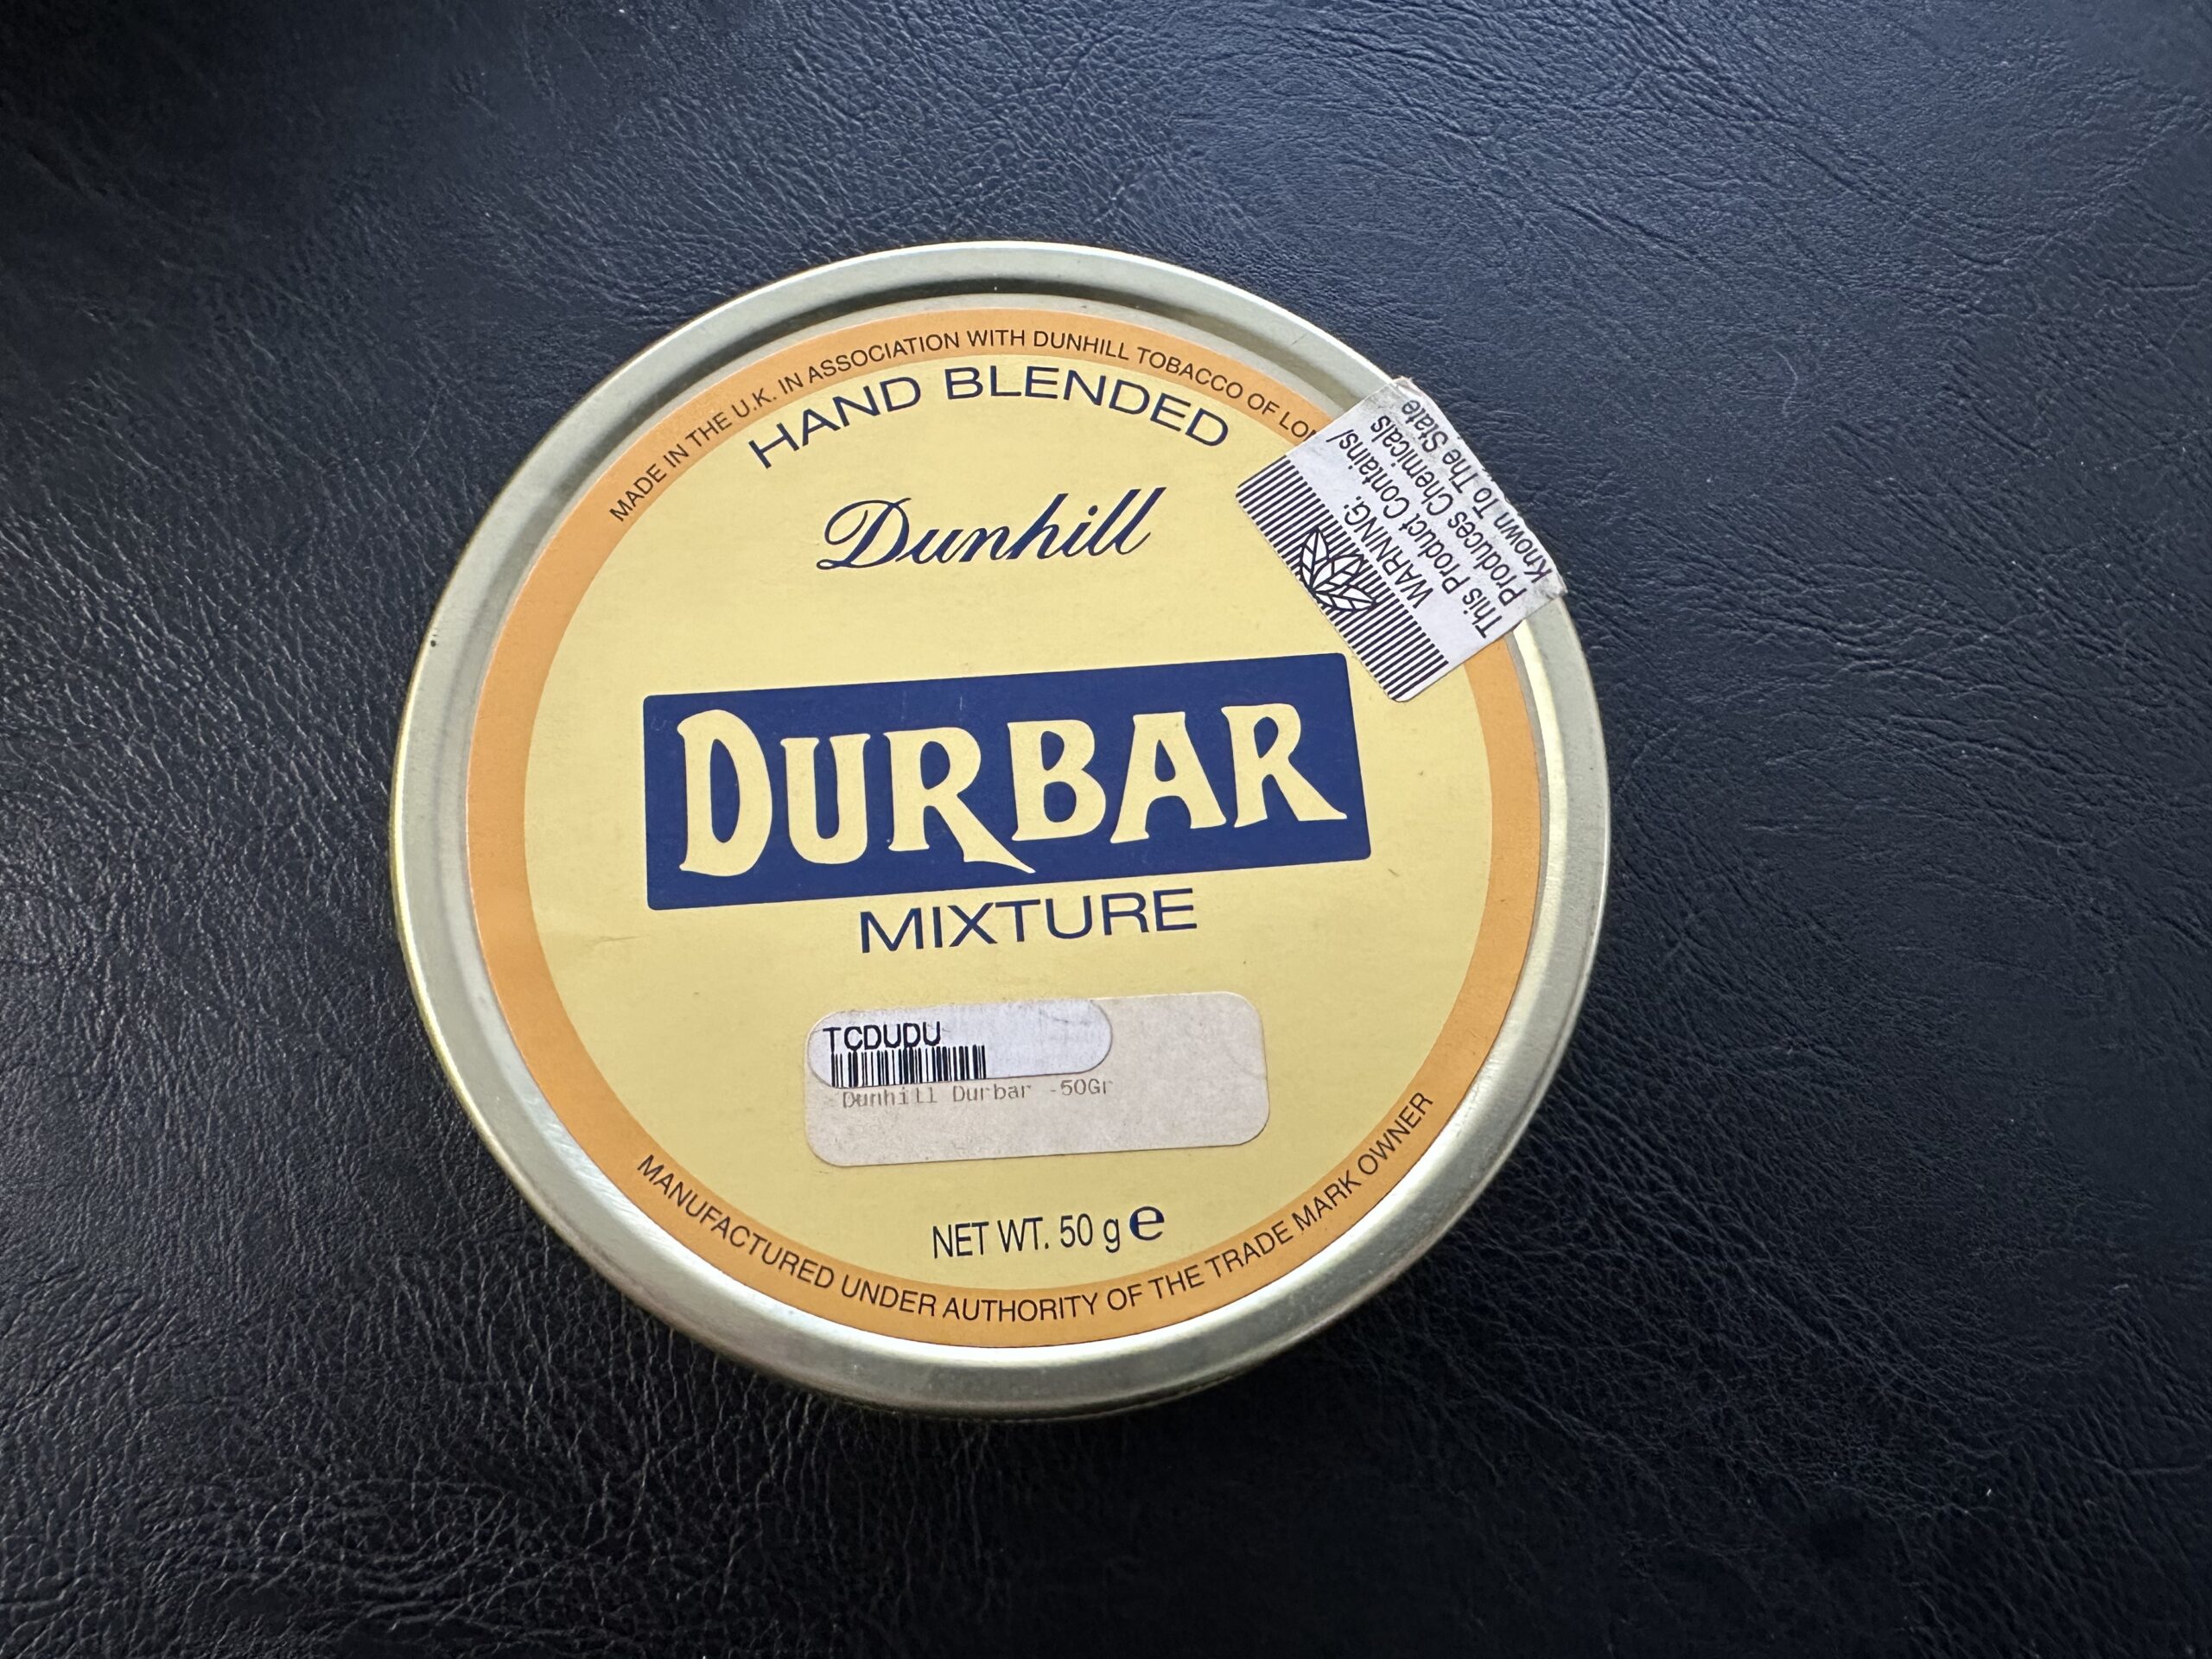 MADE IN THE U.K. IN ASSOCIATION WITH DUNHILL TOBACCO OF
HAND BLENDED
Dunhill
WARNING:
This Product Contains/
Produces Chemicals
Known To The State
DURBAR
MIXTURE
TCDUDU
Dunhill Durbar -50Gr
NET WT. 50 g e
MANUFACTURED UNDER AUTHORITY OF THE TRADE MARK OWNER